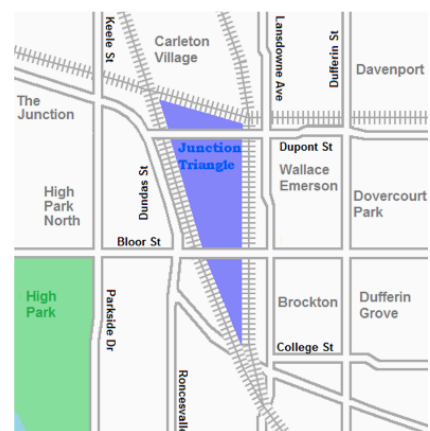 Keele St
Carleton
Village
Lansdowne Ave
Dufferin St
Davenport
The
Junction
Junction
Triangle
Dupont St
Dundas St
Wallace
Emerson
High
Park
North
Dovercourt
Park
Bloor St
High
Park
Parkside Dr
Brockton
Dufferin
Grove
College St
Roncesvalle